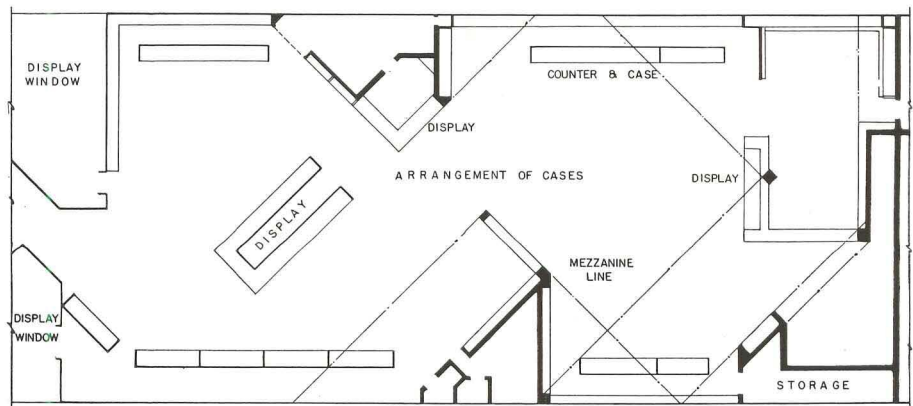 DISPLAY
WINDOW
COUNTER & CASE
DISPLAY
ARRANGEMENT OF CASES
DISPLAY
DISPLAY
MEZZANINE
LINE
DISPLAY
WINDOW
STORAGE